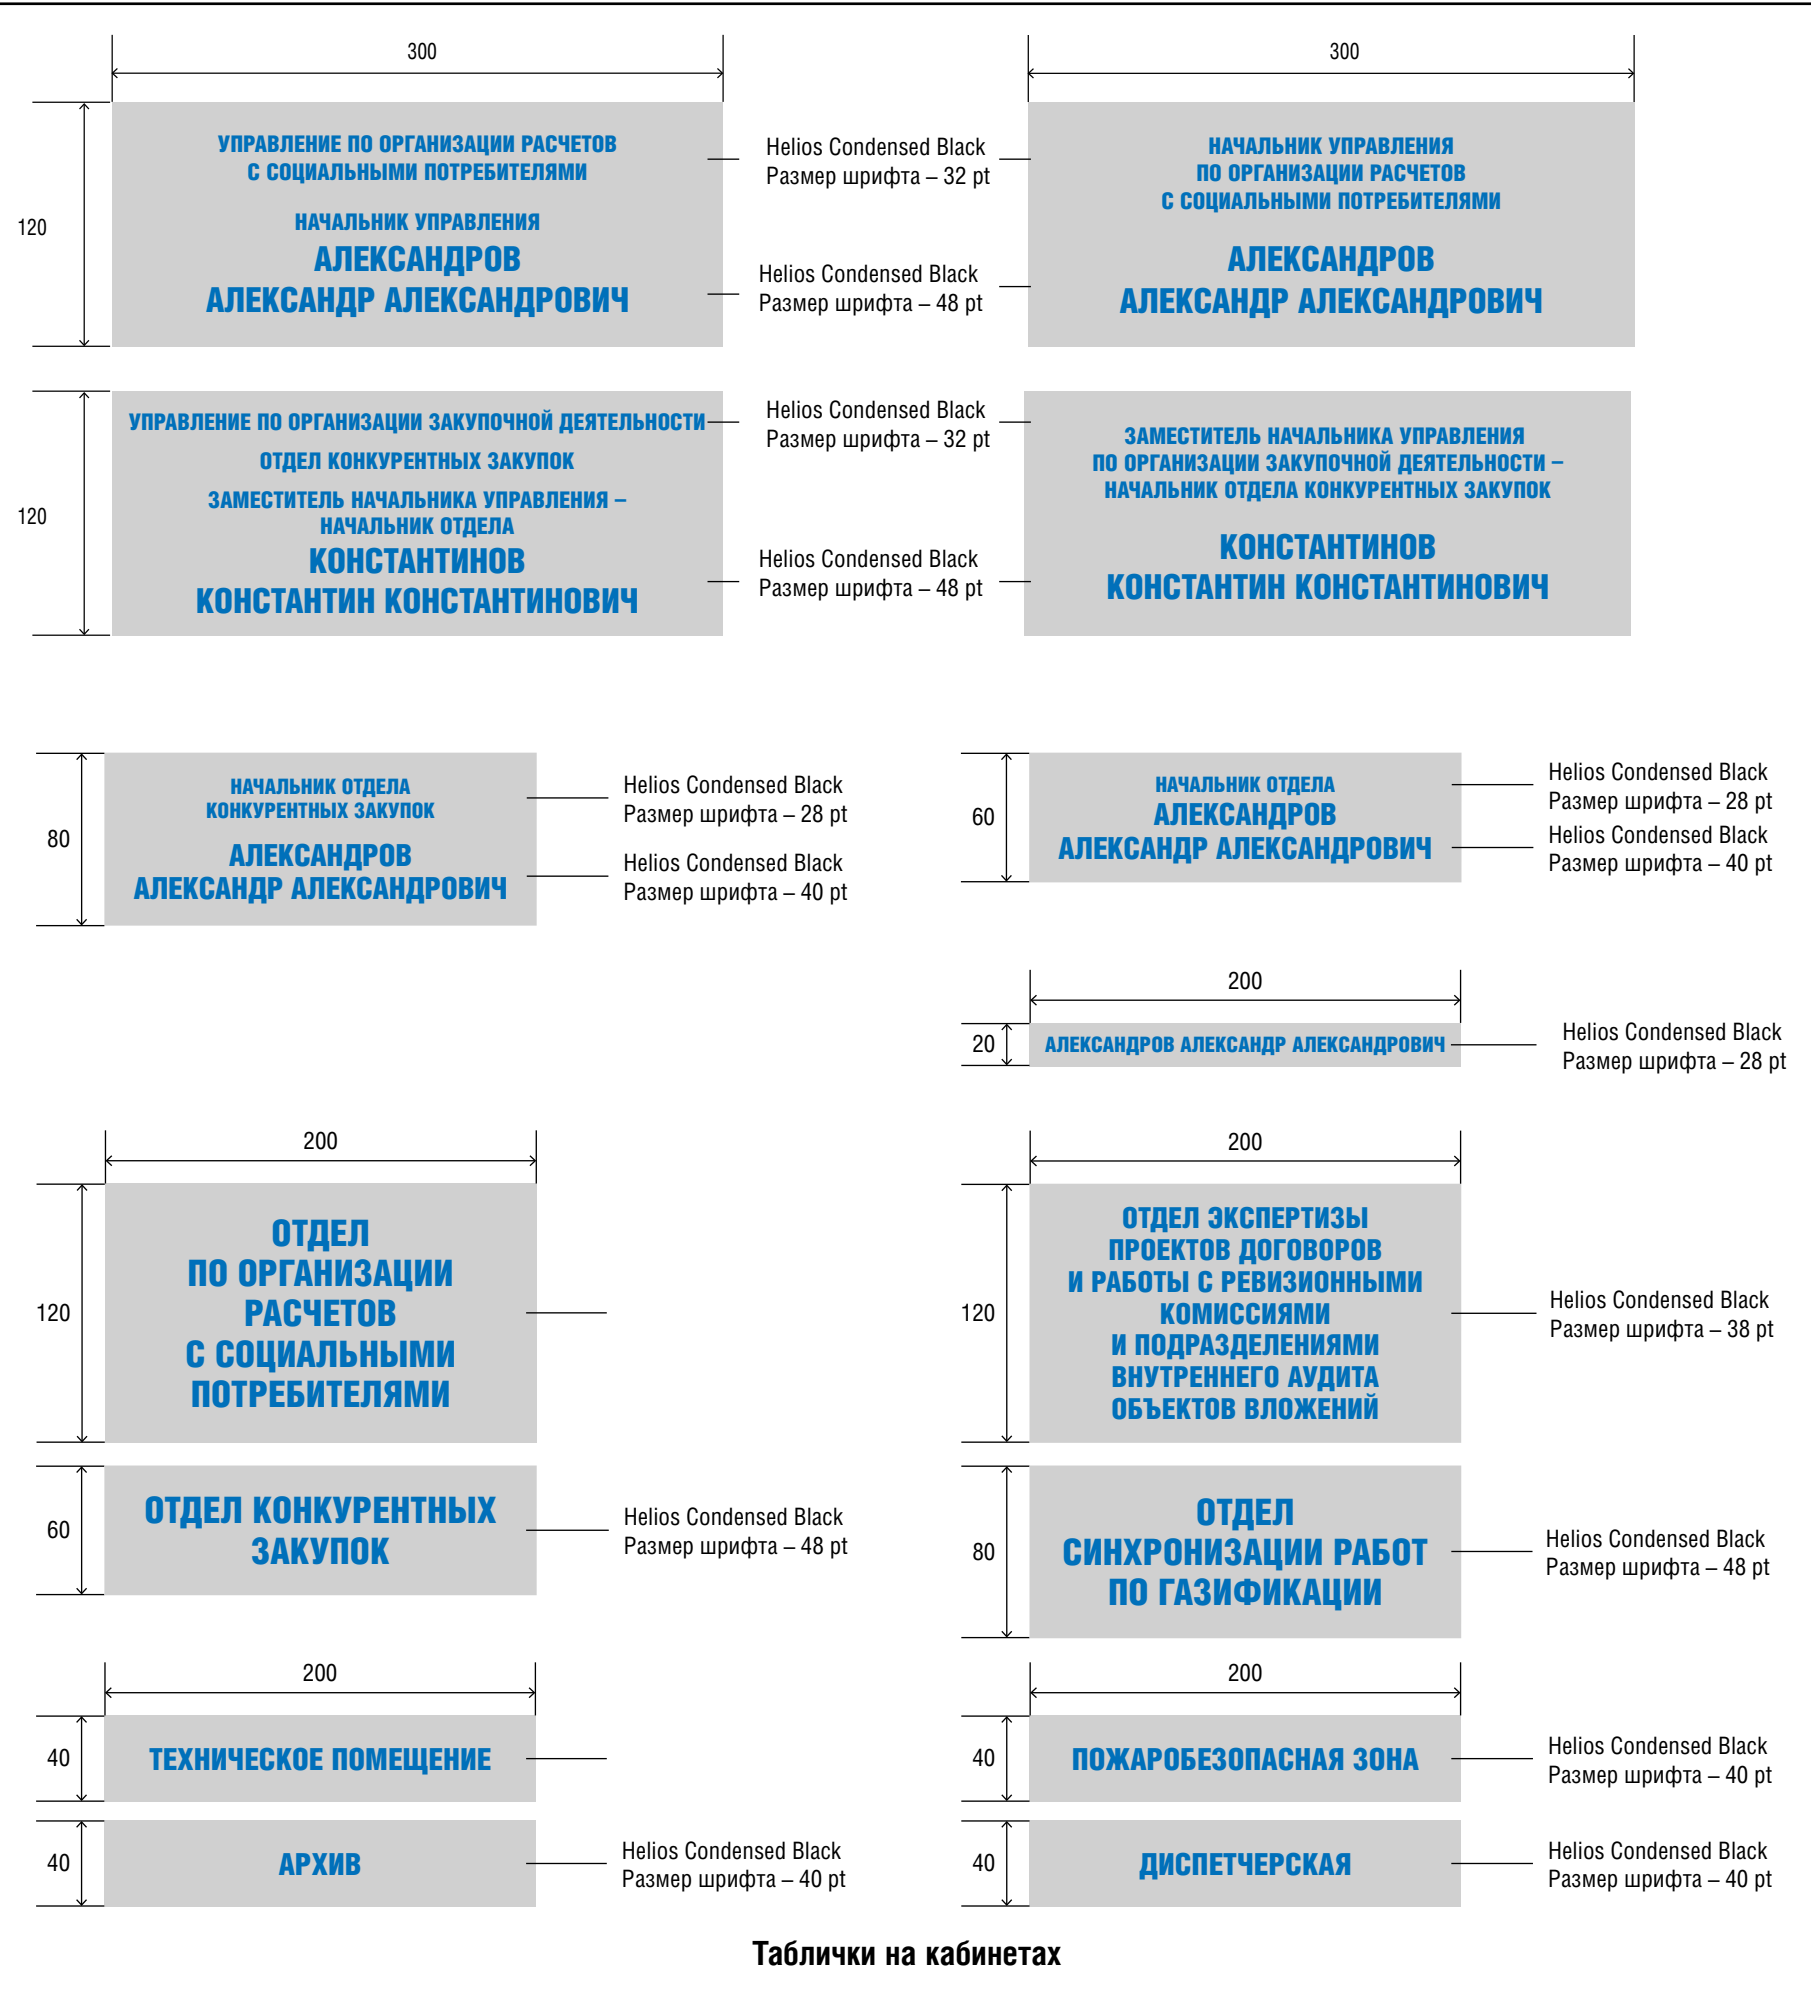 300
300
120
УПРАВЛЕНИЕ ПО ОРГАНИЗАЦИИ РАСЧЕТОВ
С СОЦИАЛЬНЫМИ ПОТРЕБИТЕЛЯМИ
НАЧАЛЬНИК УПРАВЛЕНИЯ
АЛЕКСАНДРОВ
АЛЕКСАНДР АЛЕКСАНДРОВИЧ
Helios Condensed Black
Размер шрифта – 32 pt
Helios Condensed Black
Размер шрифта – 48 pt
НАЧАЛЬНИК УПРАВЛЕНИЯ
ПО ОРГАНИЗАЦИИ РАСЧЕТОВ
С СОЦИАЛЬНЫМИ ПОТРЕБИТЕЛЯМИ
АЛЕКСАНДРОВ
АЛЕКСАНДР АЛЕКСАНДРОВИЧ
120
УПРАВЛЕНИЕ ПО ОРГАНИЗАЦИИ ЗАКУПОЧНОЙ ДЕЯТЕЛЬНОСТИ
ОТДЕЛ КОНКУРЕНТНЫХ ЗАКУПОК
ЗАМЕСТИТЕЛЬ НАЧАЛЬНИКА УПРАВЛЕНИЯ –
НАЧАЛЬНИК ОТДЕЛА
КОНСТАНТИНОВ
КОНСТАНТИН КОНСТАНТИНОВИЧ
Helios Condensed Black
Размер шрифта – 32 pt
Helios Condensed Black
Размер шрифта – 48 pt
ЗАМЕСТИТЕЛЬ НАЧАЛЬНИКА УПРАВЛЕНИЯ
ПО ОРГАНИЗАЦИИ ЗАКУПОЧНОЙ ДЕЯТЕЛЬНОСТИ –
НАЧАЛЬНИК ОТДЕЛА КОНКУРЕНТНЫХ ЗАКУПОК
КОНСТАНТИНОВ
КОНСТАНТИН КОНСТАНТИНОВИЧ
80
НАЧАЛЬНИК ОТДЕЛА
КОНКУРЕНТНЫХ ЗАКУПОК
АЛЕКСАНДРОВ
АЛЕКСАНДР АЛЕКСАНДРОВИЧ
Helios Condensed Black
Размер шрифта – 28 pt
Helios Condensed Black
Размер шрифта – 40 pt
60
НАЧАЛЬНИК ОТДЕЛА
АЛЕКСАНДРОВ
АЛЕКСАНДР АЛЕКСАНДРОВИЧ
Helios Condensed Black
Размер шрифта – 28 pt
Helios Condensed Black
Размер шрифта – 40 pt
200
20
АЛЕКСАНДРОВ АЛЕКСАНДР АЛЕКСАНДРОВИЧ
Helios Condensed Black
Размер шрифта – 28 pt
200
120
ОТДЕЛ
ПО ОРГАНИЗАЦИИ
РАСЧЕТОВ
С СОЦИАЛЬНЫМИ
ПОТРЕБИТЕЛЯМИ
200
120
ОТДЕЛ ЭКСПЕРТИЗЫ
ПРОЕКТОВ ДОГОВОРОВ
И РАБОТЫ С РЕВИЗИОННЫМИ
КОМИССИЯМИ
И ПОДРАЗДЕЛЕНИЯМИ
ВНУТРЕННЕГО АУДИТА
ОБЪЕКТОВ ВЛОЖЕНИЙ
Helios Condensed Black
Размер шрифта – 38 pt
60
ОТДЕЛ КОНКУРЕНТНЫХ
ЗАКУПОК
Helios Condensed Black
Размер шрифта – 48 pt
80
ОТДЕЛ
СИНХРОНИЗАЦИИ РАБОТ
ПО ГАЗИФИКАЦИИ
Helios Condensed Black
Размер шрифта – 48 pt
200
40
ТЕХНИЧЕСКОЕ ПОМЕЩЕНИЕ
200
40
ПОЖАРОБЕЗОПАСНАЯ ЗОНА
Helios Condensed Black
Размер шрифта – 40 pt
40
АРХИВ
Helios Condensed Black
Размер шрифта – 40 pt
40
ДИСПЕТЧЕРСКАЯ
Helios Condensed Black
Размер шрифта – 40 pt
Таблички на кабинетах